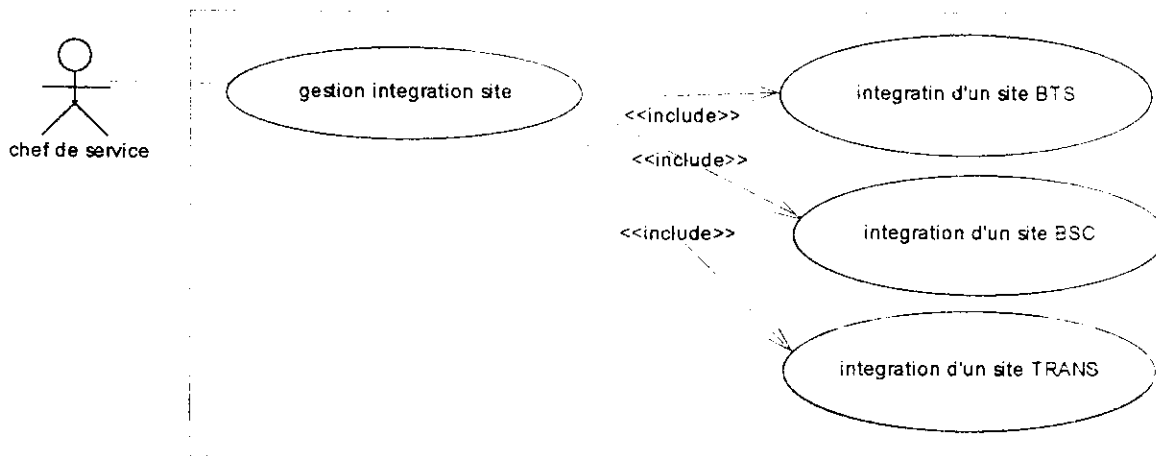 gestion integration site
integratin d'un site BTS
<<include>>
chef de service
<<include>>
<<include>>
integration d'un site BSC
integration d'un site TRANS